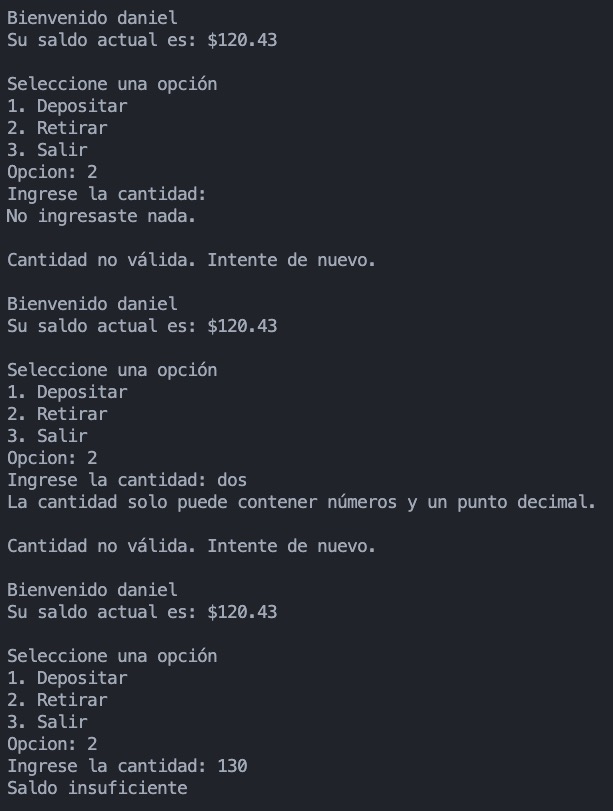 Bienvenido daniel
Su saldo actual es: $120.43
Seleccione una opción
1. Depositar
2. Retirar
3. Salir
Opcion: 2
Ingrese la cantidad:
No ingresaste nada.
Cantidad no válida. Intente de nuevo.
Bienvenido daniel
Su saldo actual es: $120.43
Seleccione una opción
1. Depositar
2. Retirar
3. Salir
Opcion: 2
Ingrese la cantidad: dos
La cantidad solo puede contener números y un punto decimal.
Cantidad no válida. Intente de nuevo.
Bienvenido daniel
Su saldo actual es: $120.43
Seleccione una opción
1. Depositar
2. Retirar
3. Salir
Opcion: 2
Ingrese la cantidad: 130
Saldo insuficiente